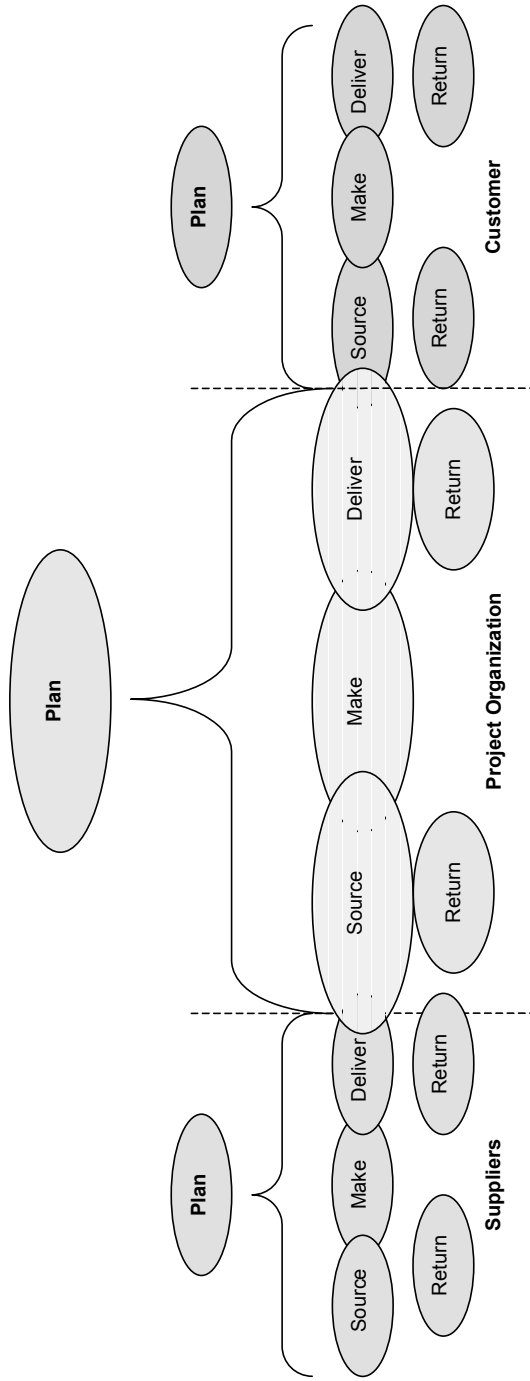 Plan
Plan
Plan
Source
Make
Deliver
Source
Make
Deliver
Source
Make
Deliver
Return
Return
Return
Return
Return
Return
Suppliers
Project Organization
Customer